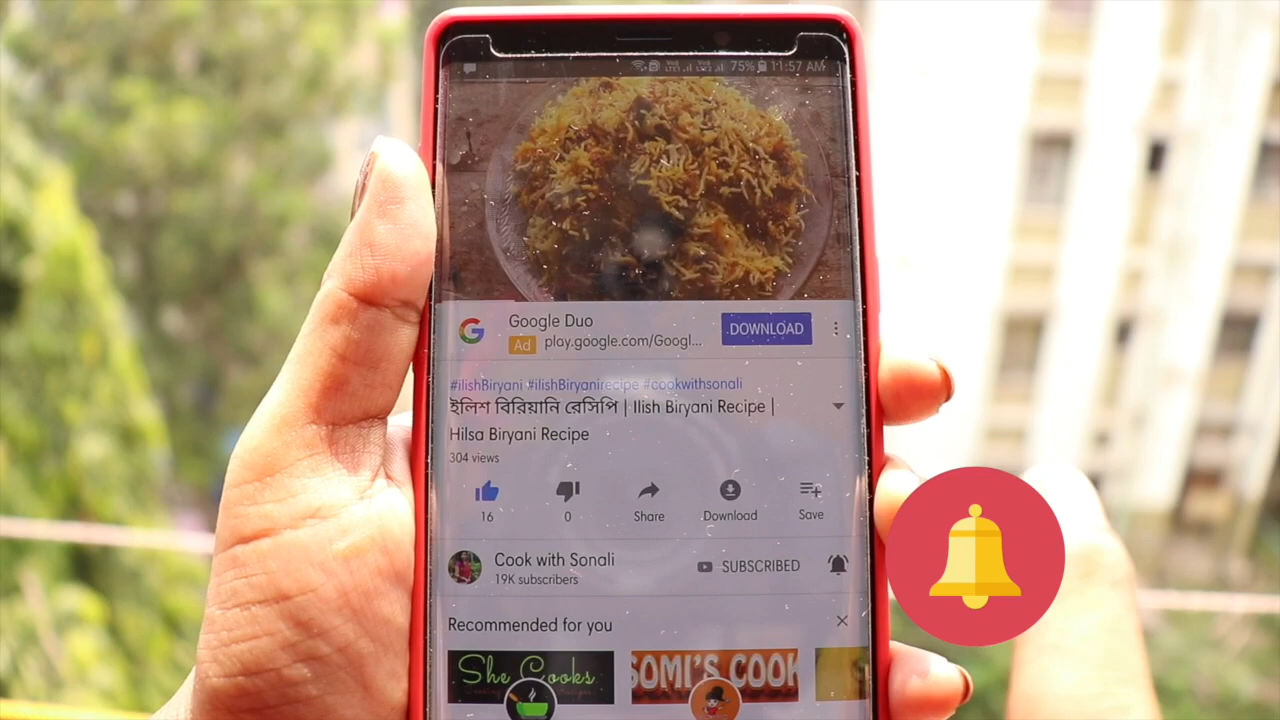 75% 11:57 AM
Google Duo
DOWNLOAD
Ad play.google.com/Googl...
#ilishBiryani #ilishBiryanirecipe #cookwithsonali
ইলিশ বিরিয়ানি রেসিপি | Ilish Biryani Recipe |
Hilsa Biryani Recipe
304 views
16
0
Share
Download
Save
Cook with Sonali
19K subscribers
SUBSCRIBED
Recommended for you
She Cooks
SOMI'S COOK